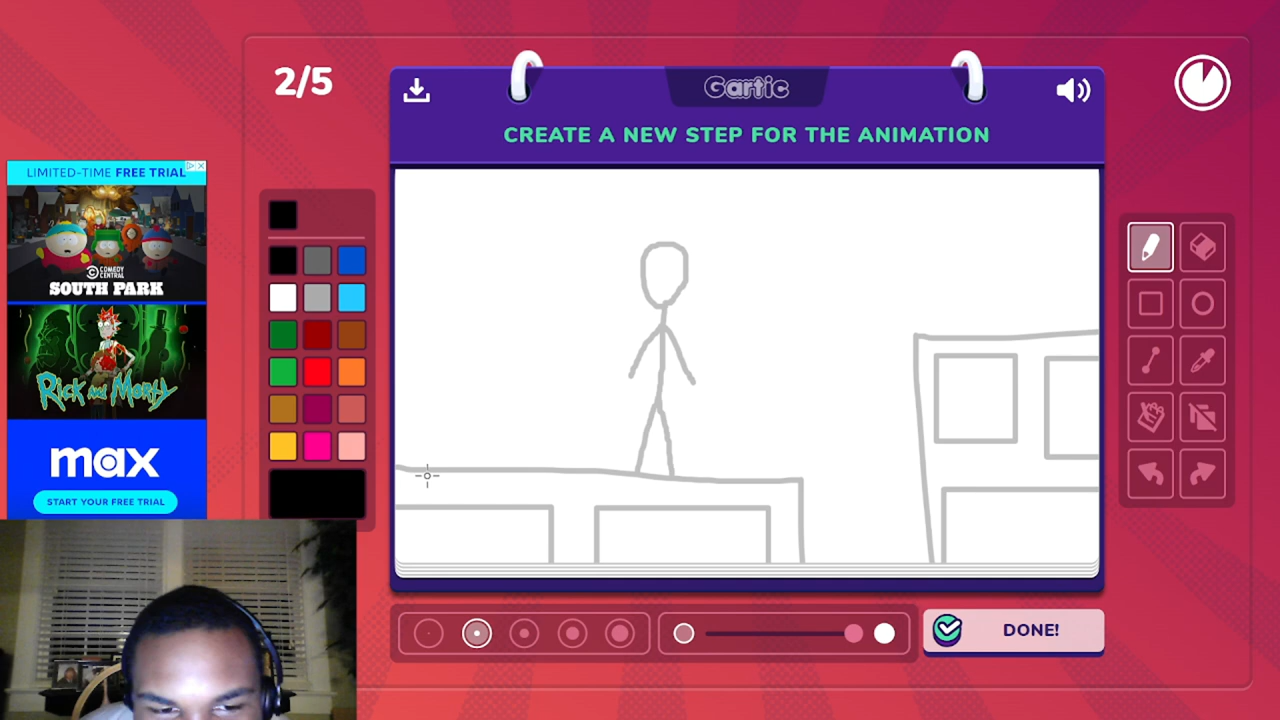 2/5
Gartic
CREATE A NEW STEP FOR THE ANIMATION
LIMITED-TIME FREE TRIAL
COMEDY CENTRAL
SOUTH PARK
Rick and Morty
max
START YOUR FREE TRIAL
DONE!